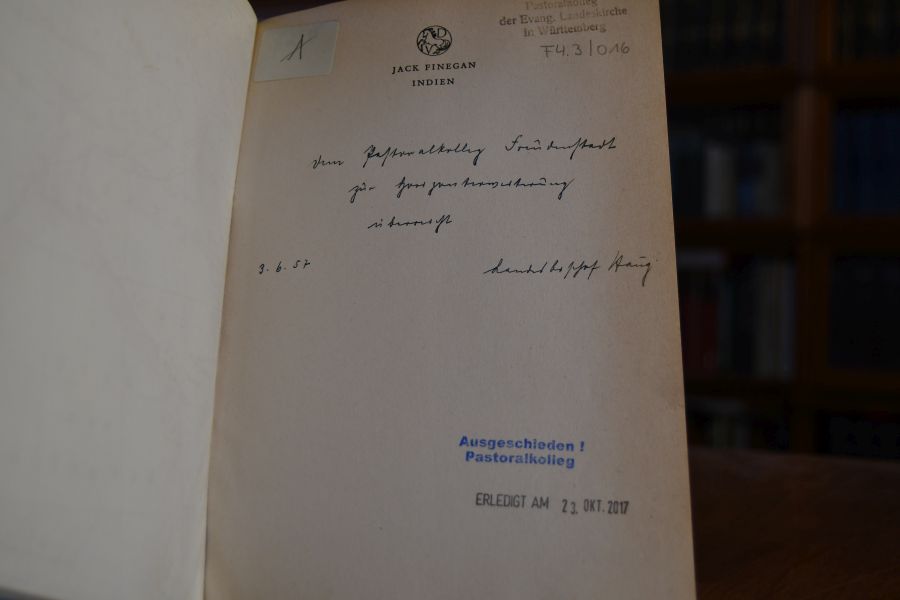 A
Pastoralkolleg
der Evang. Landeskirche
in Württemberg
F4.3/016
JACK FINEGAN
INDIEN
Dem Pastoralkolleg Freudenstadt
zur Horizonterweiterung
überreicht
3.6.57
Landesbischof Haug
Ausgeschieden !
Pastoralkolleg
ERLEDIGT AM 23. OKT. 2017